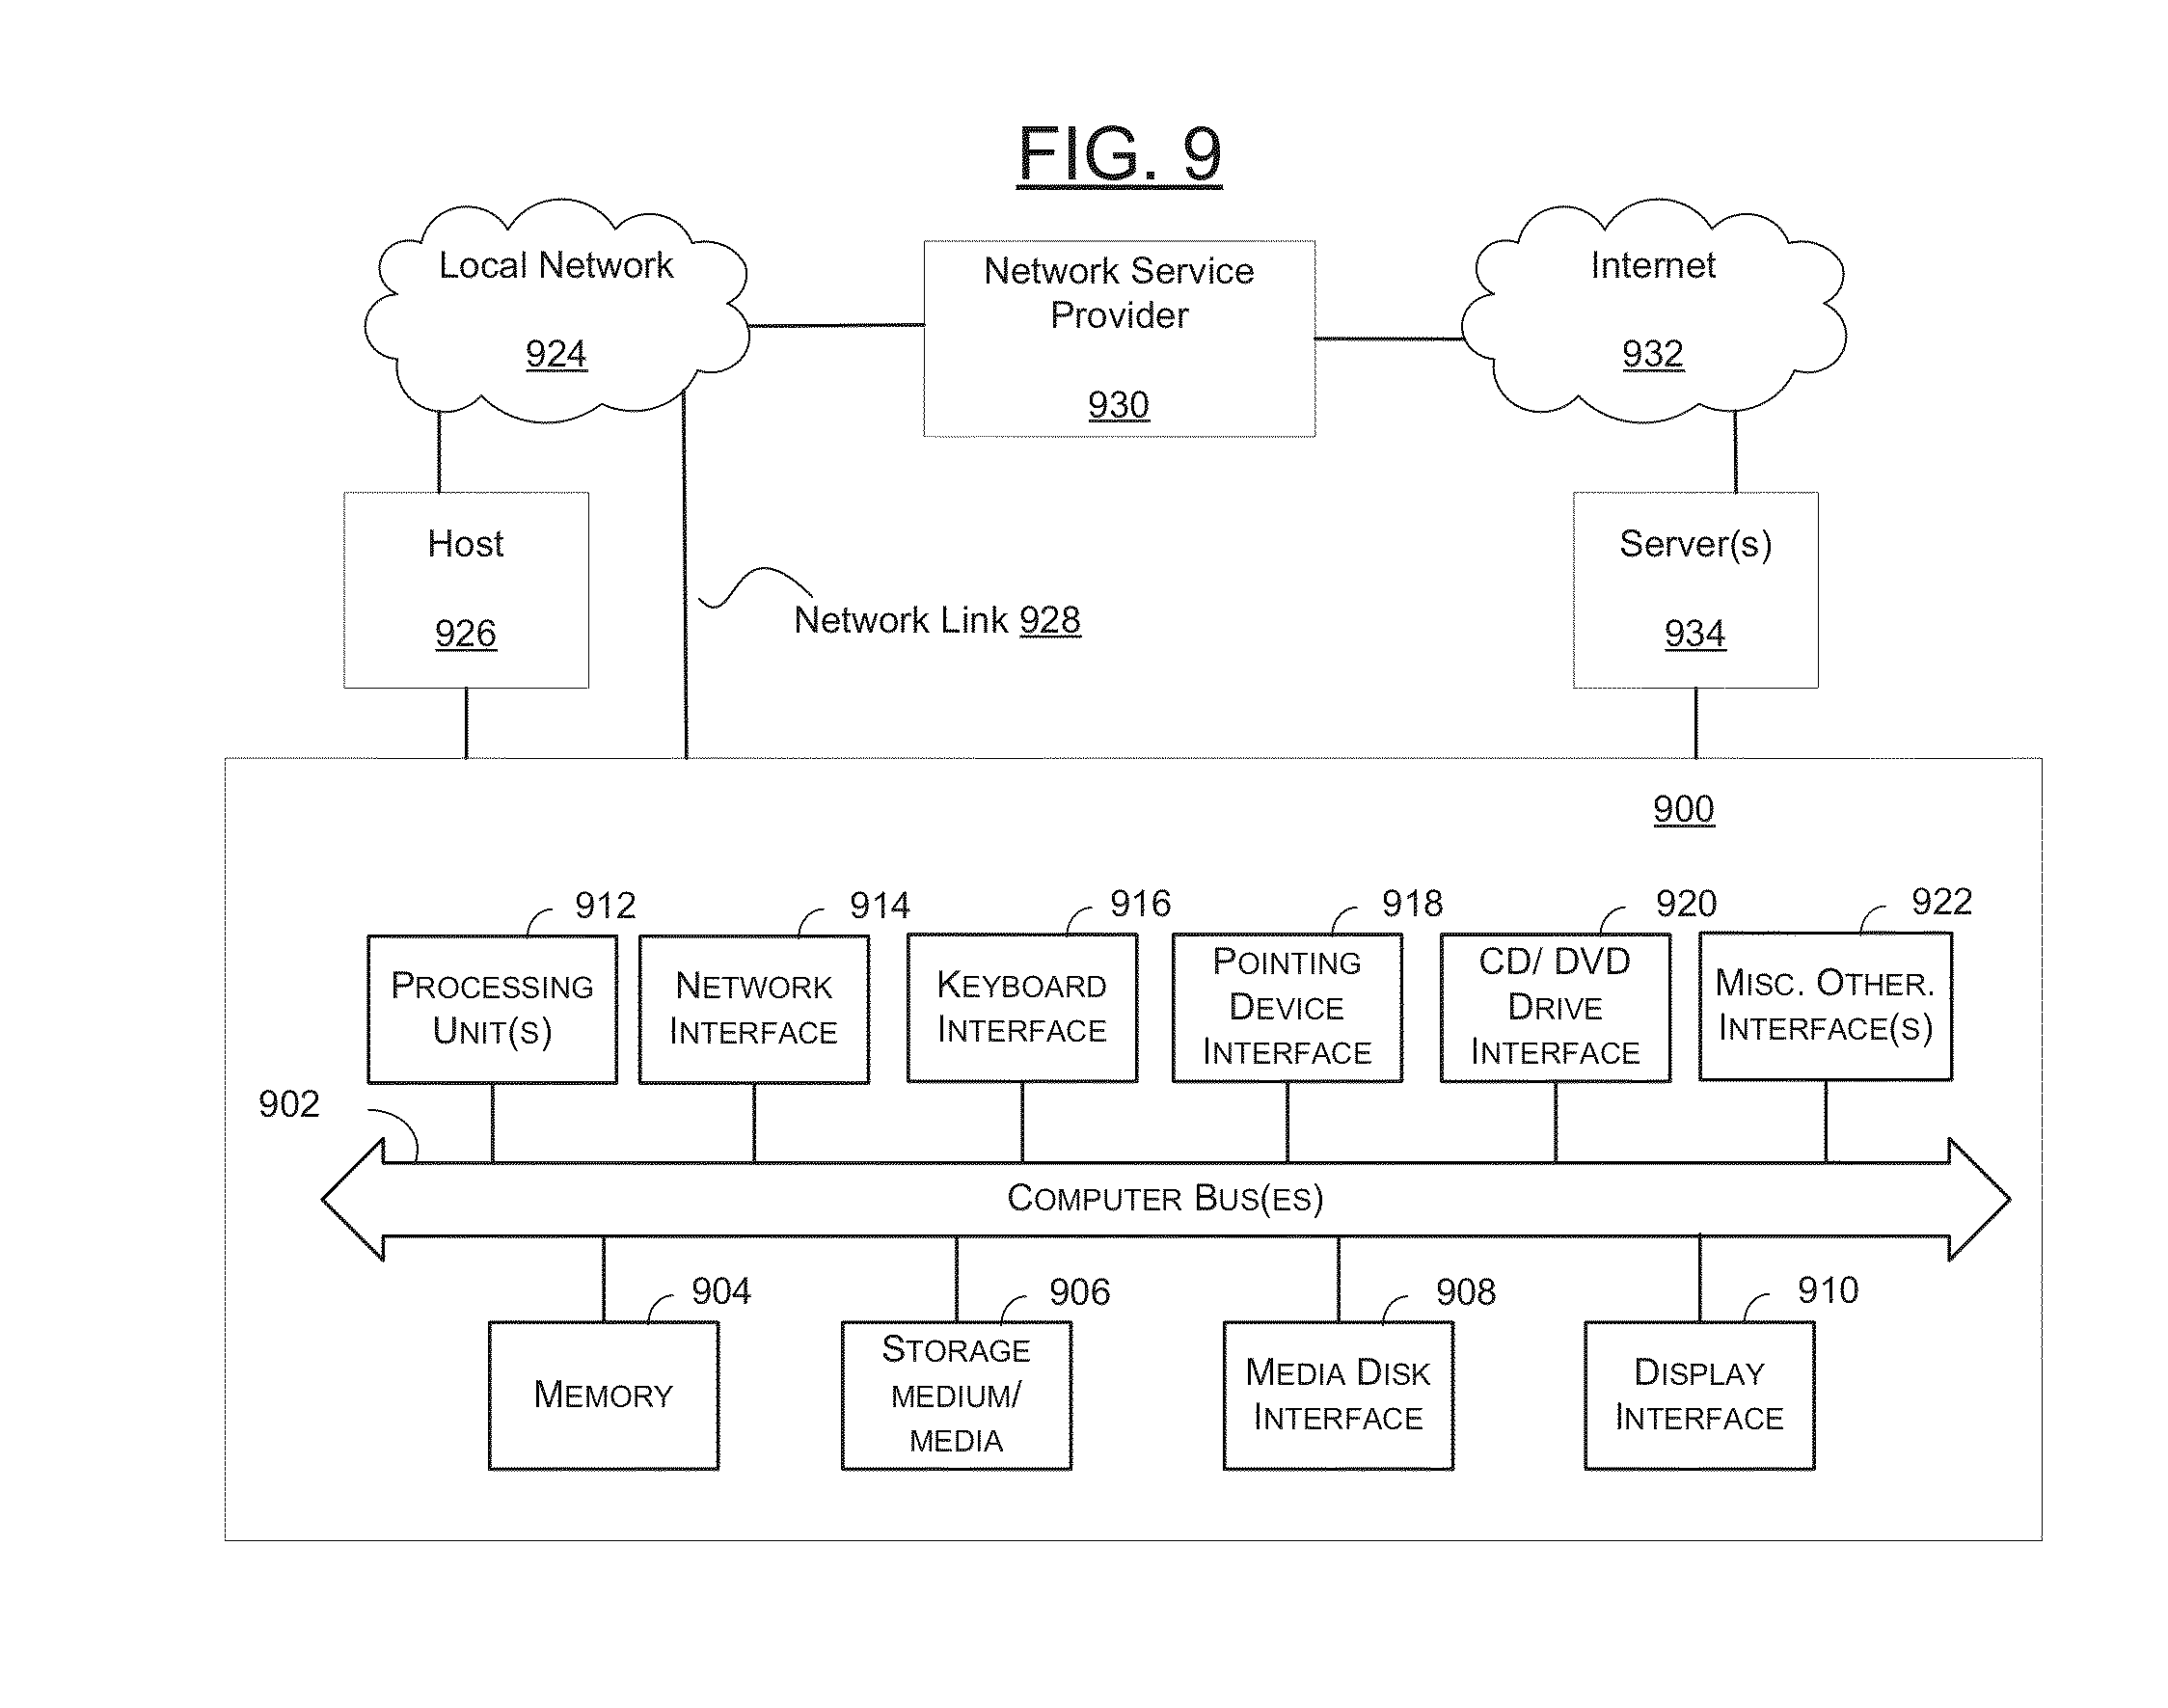 FIG. 9
Local Network
924
Network Service
Provider
930
Internet
932
Host
926
Network Link 928
Server(s)
934
900
912
914
916
918
920
922
PROCESSING
UNIT(S)
NETWORK
INTERFACE
KEYBOARD
INTERFACE
POINTING
DEVICE
INTERFACE
CD/ DVD
DRIVE
INTERFACE
MISC. OTHER.
INTERFACE(S)
902
COMPUTER BUS(ES)
904
906
908
910
MEMORY
STORAGE
MEDIUM/
MEDIA
MEDIA DISK
INTERFACE
DISPLAY
INTERFACE